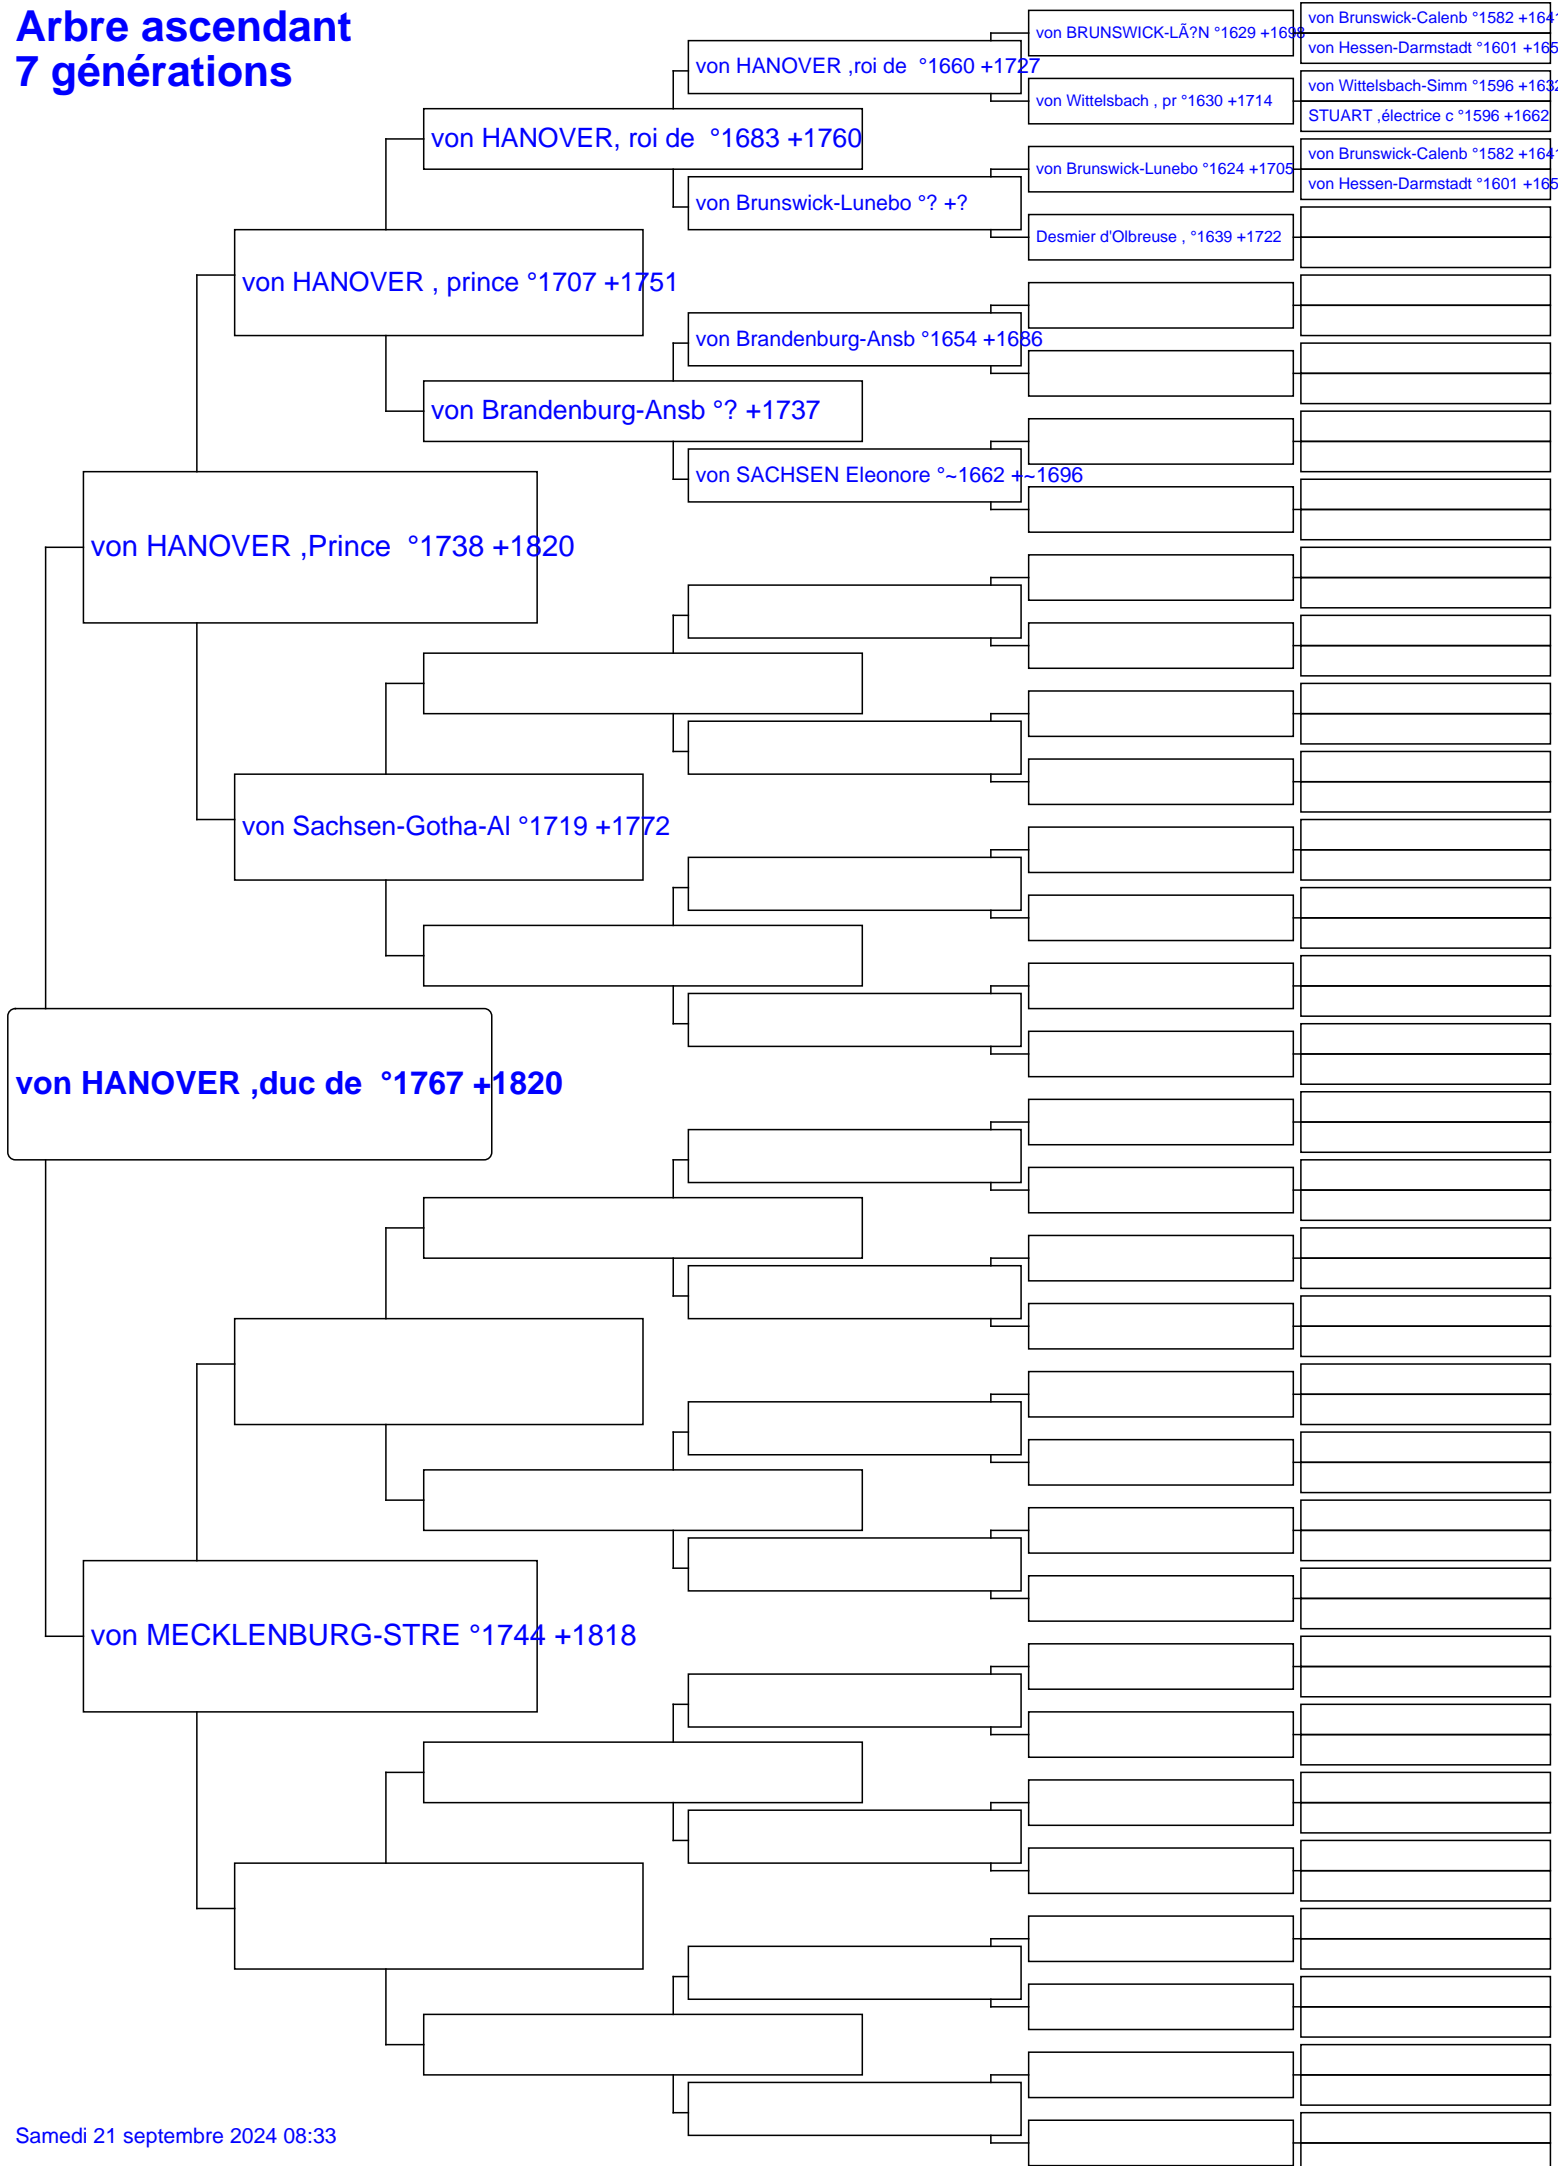 Arbre ascendant
7 générations
von BRUNSWICK-LÃ?N °1629 +1698
von Brunswick-Calenb °1582 +1641
von Hessen-Darmstadt °1601 +165
von HANOVER ,roi de  °1660 +1727
von Wittelsbach , pr °1630 +1714
von Wittelsbach-Simm °1596 +1632
STUART ,électrice c °1596 +1662
von HANOVER, roi de  °1683 +1760
von Brunswick-Lunebo °1624 +1705
von Brunswick-Calenb °1582 +1641
von Hessen-Darmstadt °1601 +165
von Brunswick-Lunebo °? +?
Desmier d'Olbreuse , °1639 +1722
von HANOVER , prince °1707 +1751
von Brandenburg-Ansb °1654 +1686
von Brandenburg-Ansb °? +1737
von SACHSEN Eleonore °~1662 +~1696
von HANOVER ,Prince  °1738 +1820
von Sachsen-Gotha-Al °1719 +1772
von HANOVER ,duc de  °1767 +1820
von MECKLENBURG-STRE °1744 +1818
Samedi 21 septembre 2024 08:33